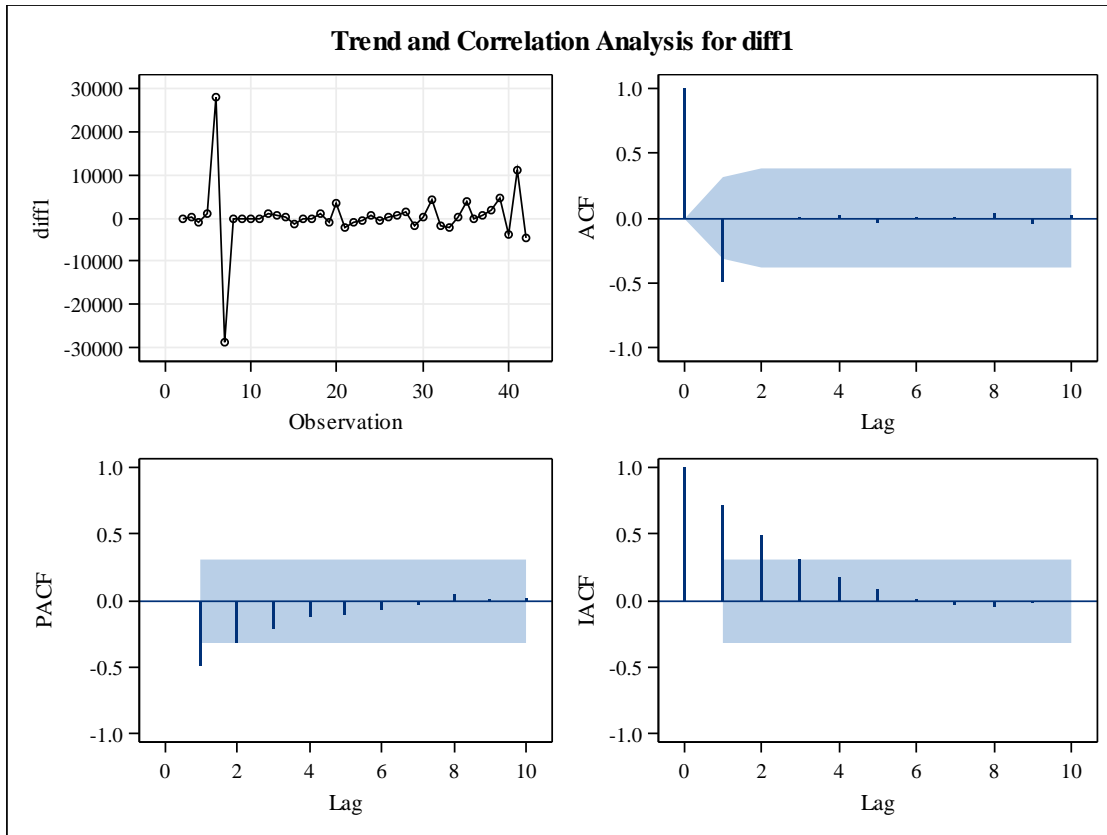 Trend and Correlation Analysis for diff1
30000
20000
10000
0
-10000
-20000
-30000
diff1
0 10 20 30 40
Observation
1.0
0.5
0.0
-0.5
-1.0
ACF
0 2 4 6 8 10
Lag
1.0
0.5
0.0
-0.5
-1.0
PACF
0 2 4 6 8 10
Lag
1.0
0.5
0.0
-0.5
-1.0
IACF
0 2 4 6 8 10
Lag